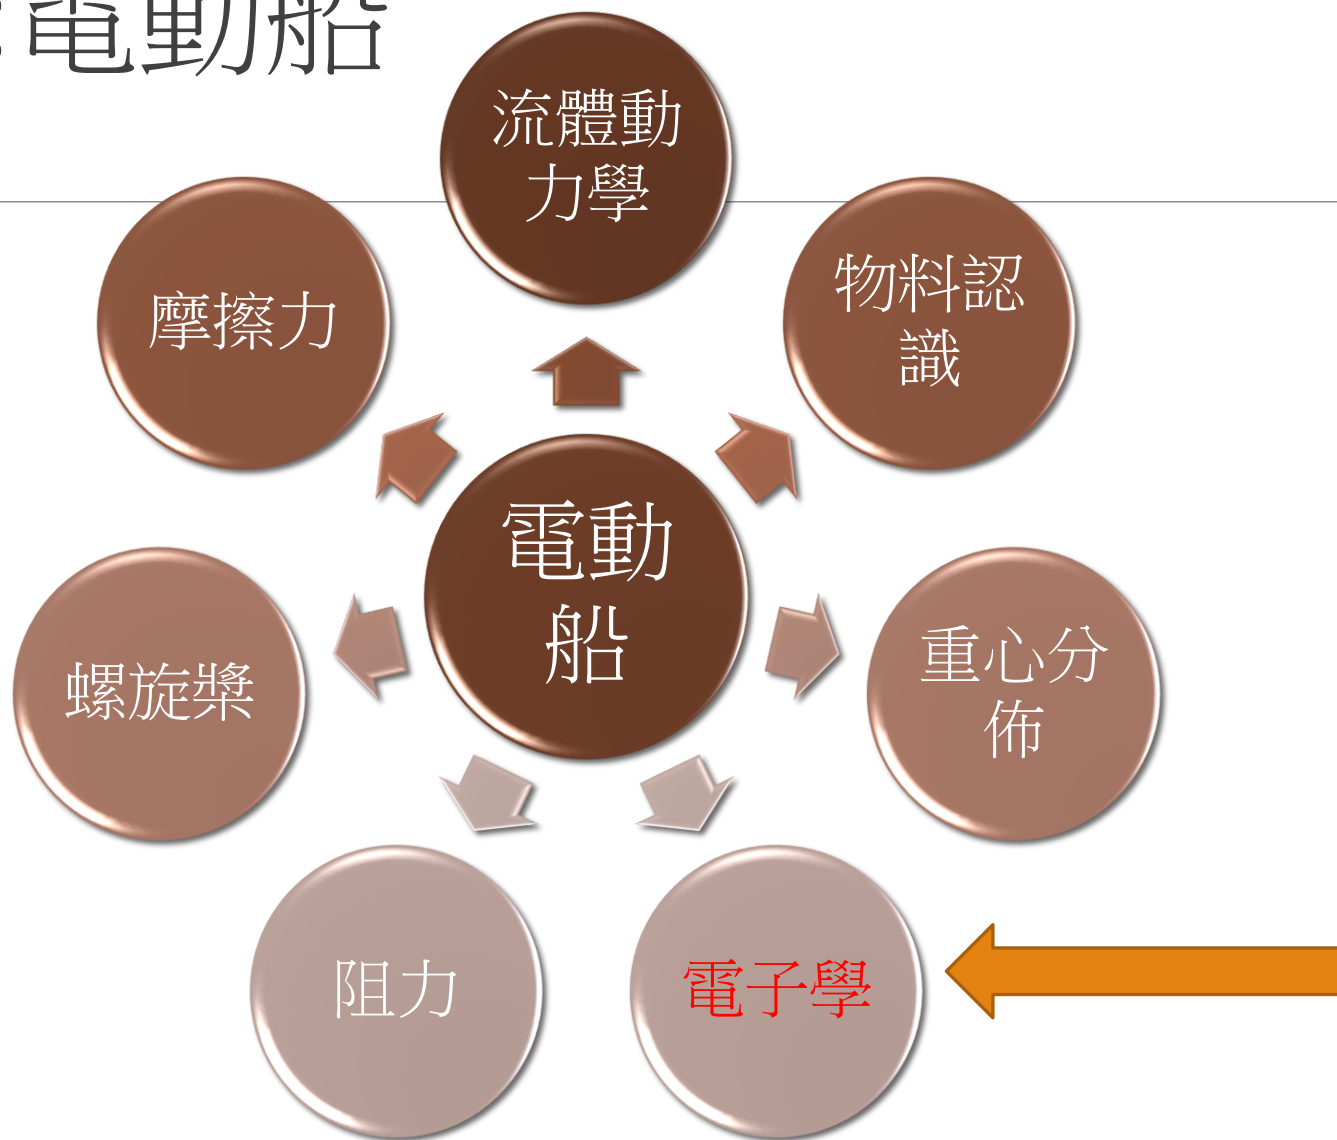 電動船
流體動
力學
摩擦力
物料認
識
電動
船
螺旋槳
重心分
佈
阻力
電子學